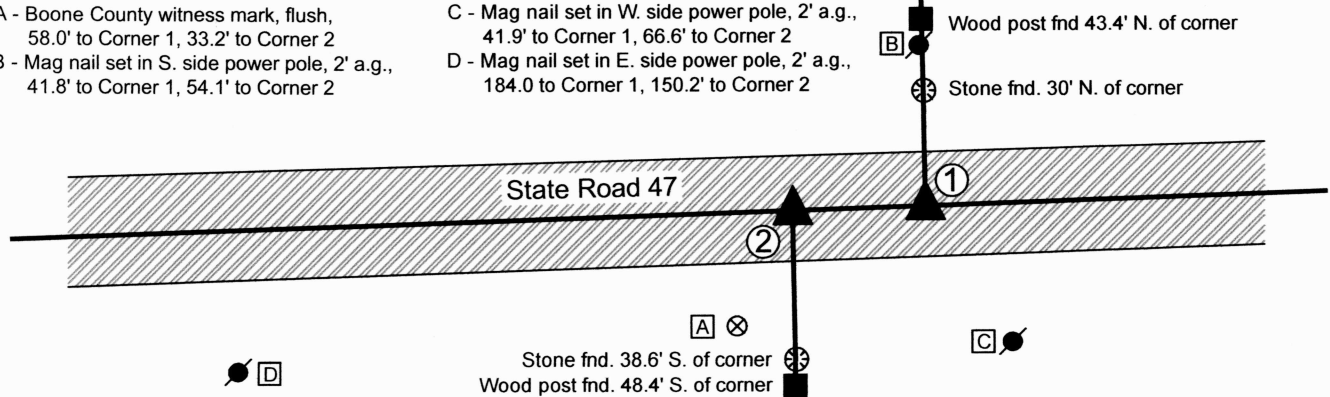 A - Boone County witness mark, flush,
58.0' to Corner 1, 33.2' to Corner 2
B - Mag nail set in S. side power pole, 2' a.g.,
41.8' to Corner 1, 54.1' to Corner 2
C - Mag nail set in W. side power pole, 2' a.g.,
41.9' to Corner 1, 66.6' to Corner 2
D - Mag nail set in E. side power pole, 2' a.g.,
184.0 to Corner 1, 150.2' to Corner 2
Wood post fnd 43.4' N. of corner
B
Stone fnd. 30' N. of corner
State Road 47
1
2
A
C
Stone fnd. 38.6' S. of corner
D
Wood post fnd. 48.4' S. of corner